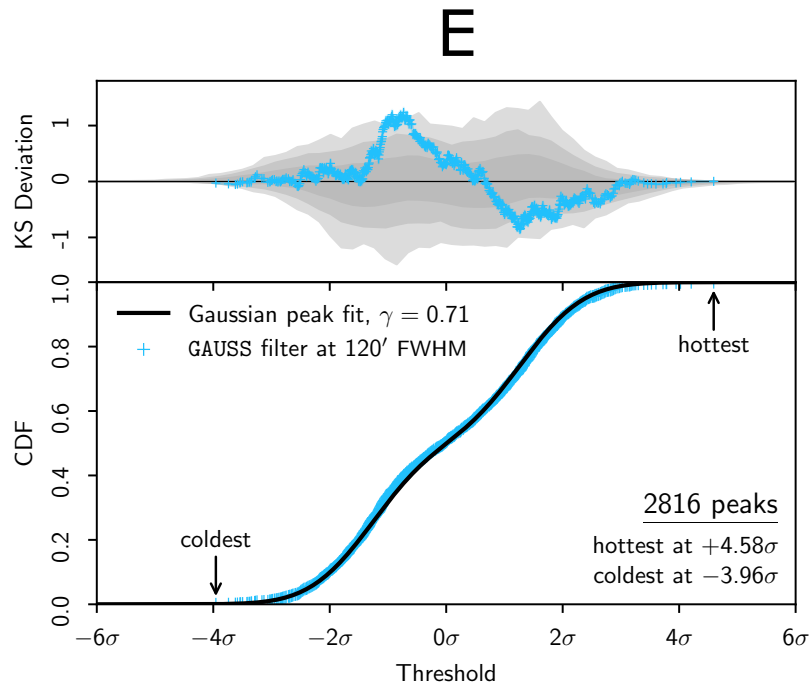 E
KS Deviation
1
0
-1
CDF
1.0
0.8
0.6
0.4
0.2
0.0
Gaussian peak fit, γ = 0.71
GAUSS filter at 120′ FWHM
hottest
coldest
2816 peaks
hottest at +4.58σ
coldest at −3.96σ
−6σ −4σ −2σ 0σ 2σ 4σ 6σ
Threshold